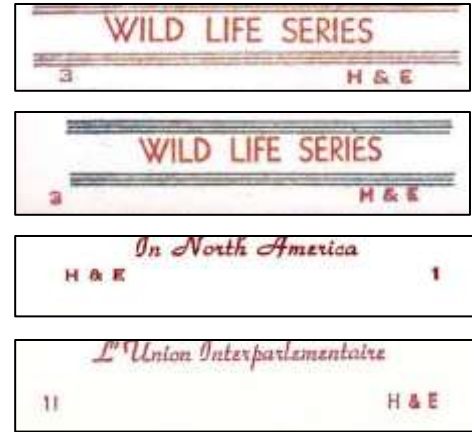 WILD LIFE SERIES
3 H & E
WILD LIFE SERIES
3 H & E
In North America
H & E 1
L'Union Interparlementaire
11 H & E